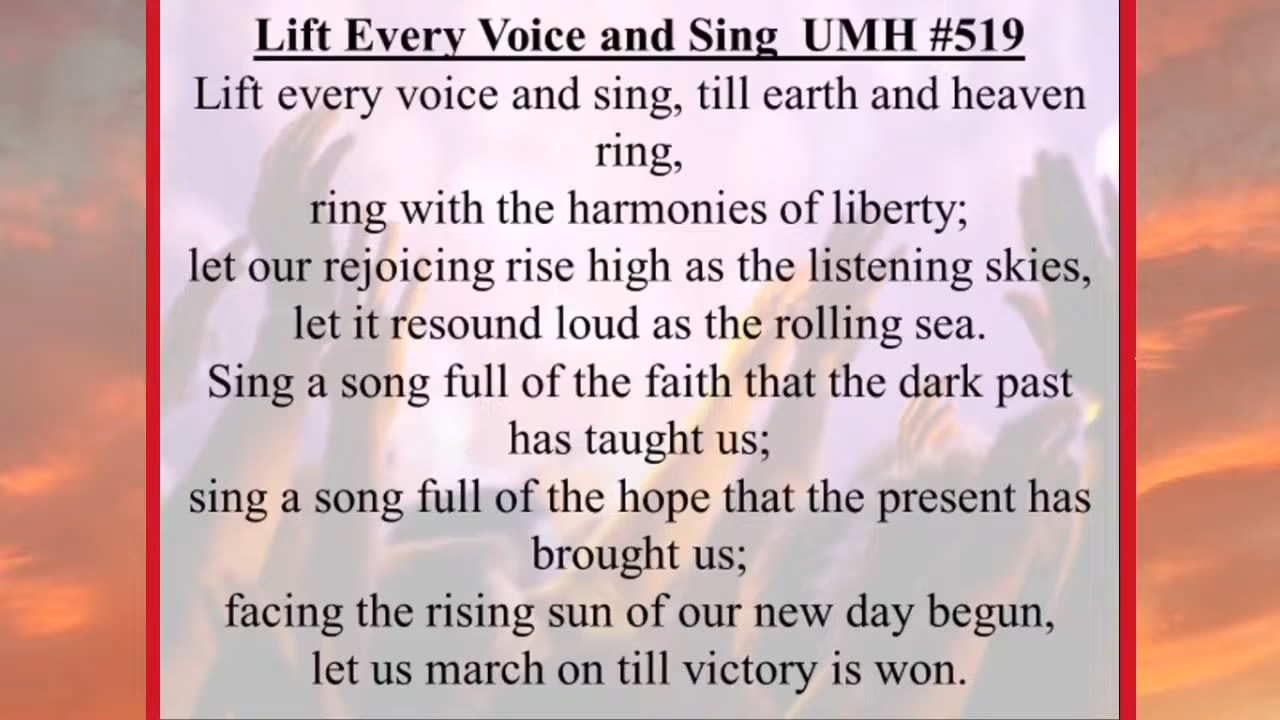 Lift Every Voice and Sing  UMH #519
Lift every voice and sing, till earth and heaven
ring,
ring with the harmonies of liberty;
let our rejoicing rise high as the listening skies,
let it resound loud as the rolling sea.
Sing a song full of the faith that the dark past
has taught us;
sing a song full of the hope that the present has
brought us;
facing the rising sun of our new day begun,
let us march on till victory is won.